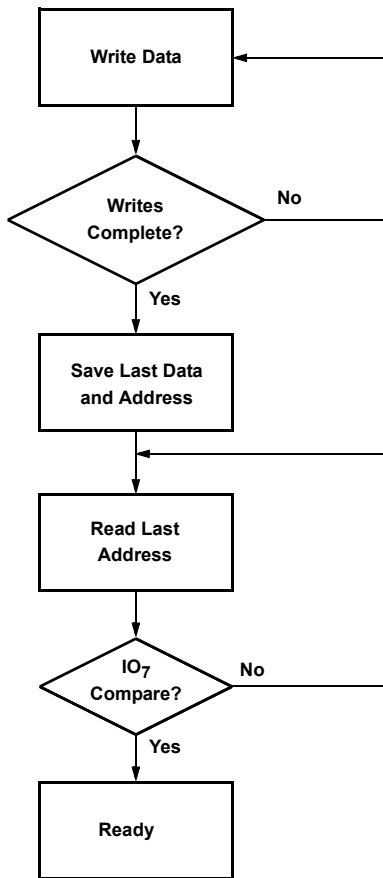 Write Data
Writes
Complete?
No
Yes
Save Last Data
and Address
Read Last
Address
IO7
Compare?
No
Yes
Ready